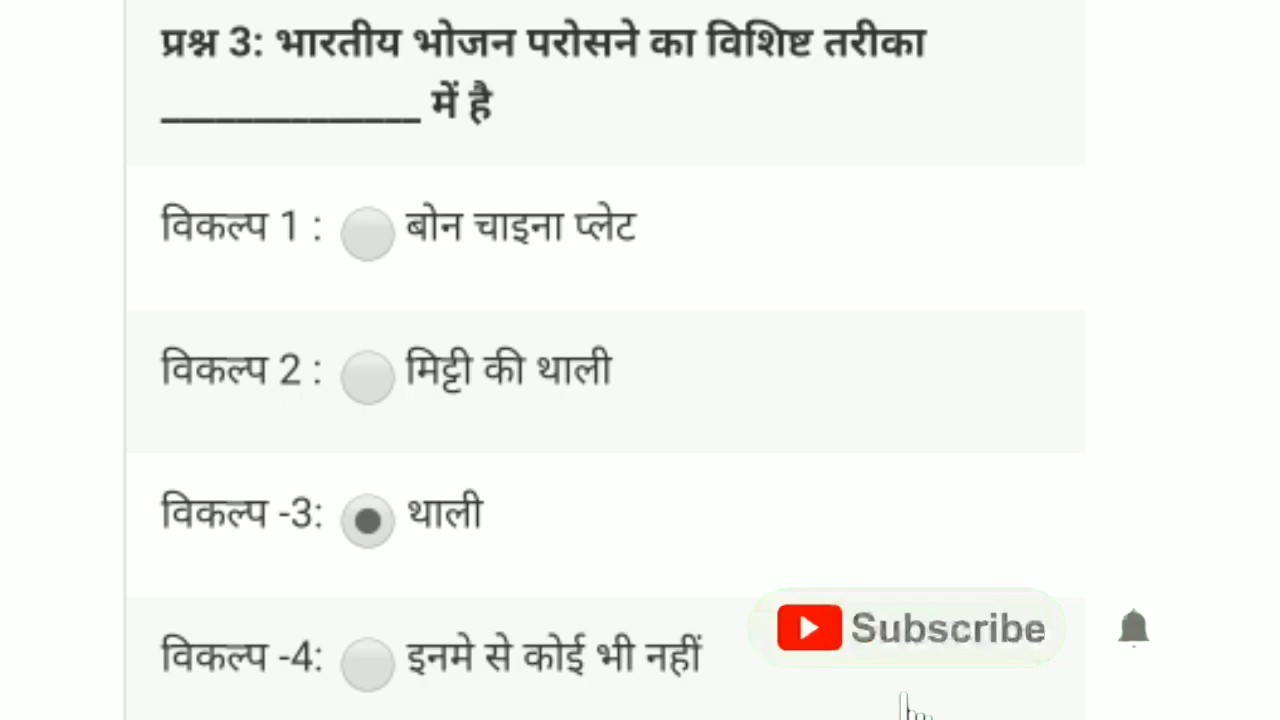 प्रश्न 3: भारतीय भोजन परोसने का विशिष्ट तरीका
______________ में है
विकल्प 1 : बोन चाइना प्लेट
विकल्प 2 : मिट्टी की थाली
विकल्प -3: थाली
विकल्प -4: इनमे से कोई भी नहीं
Subscribe